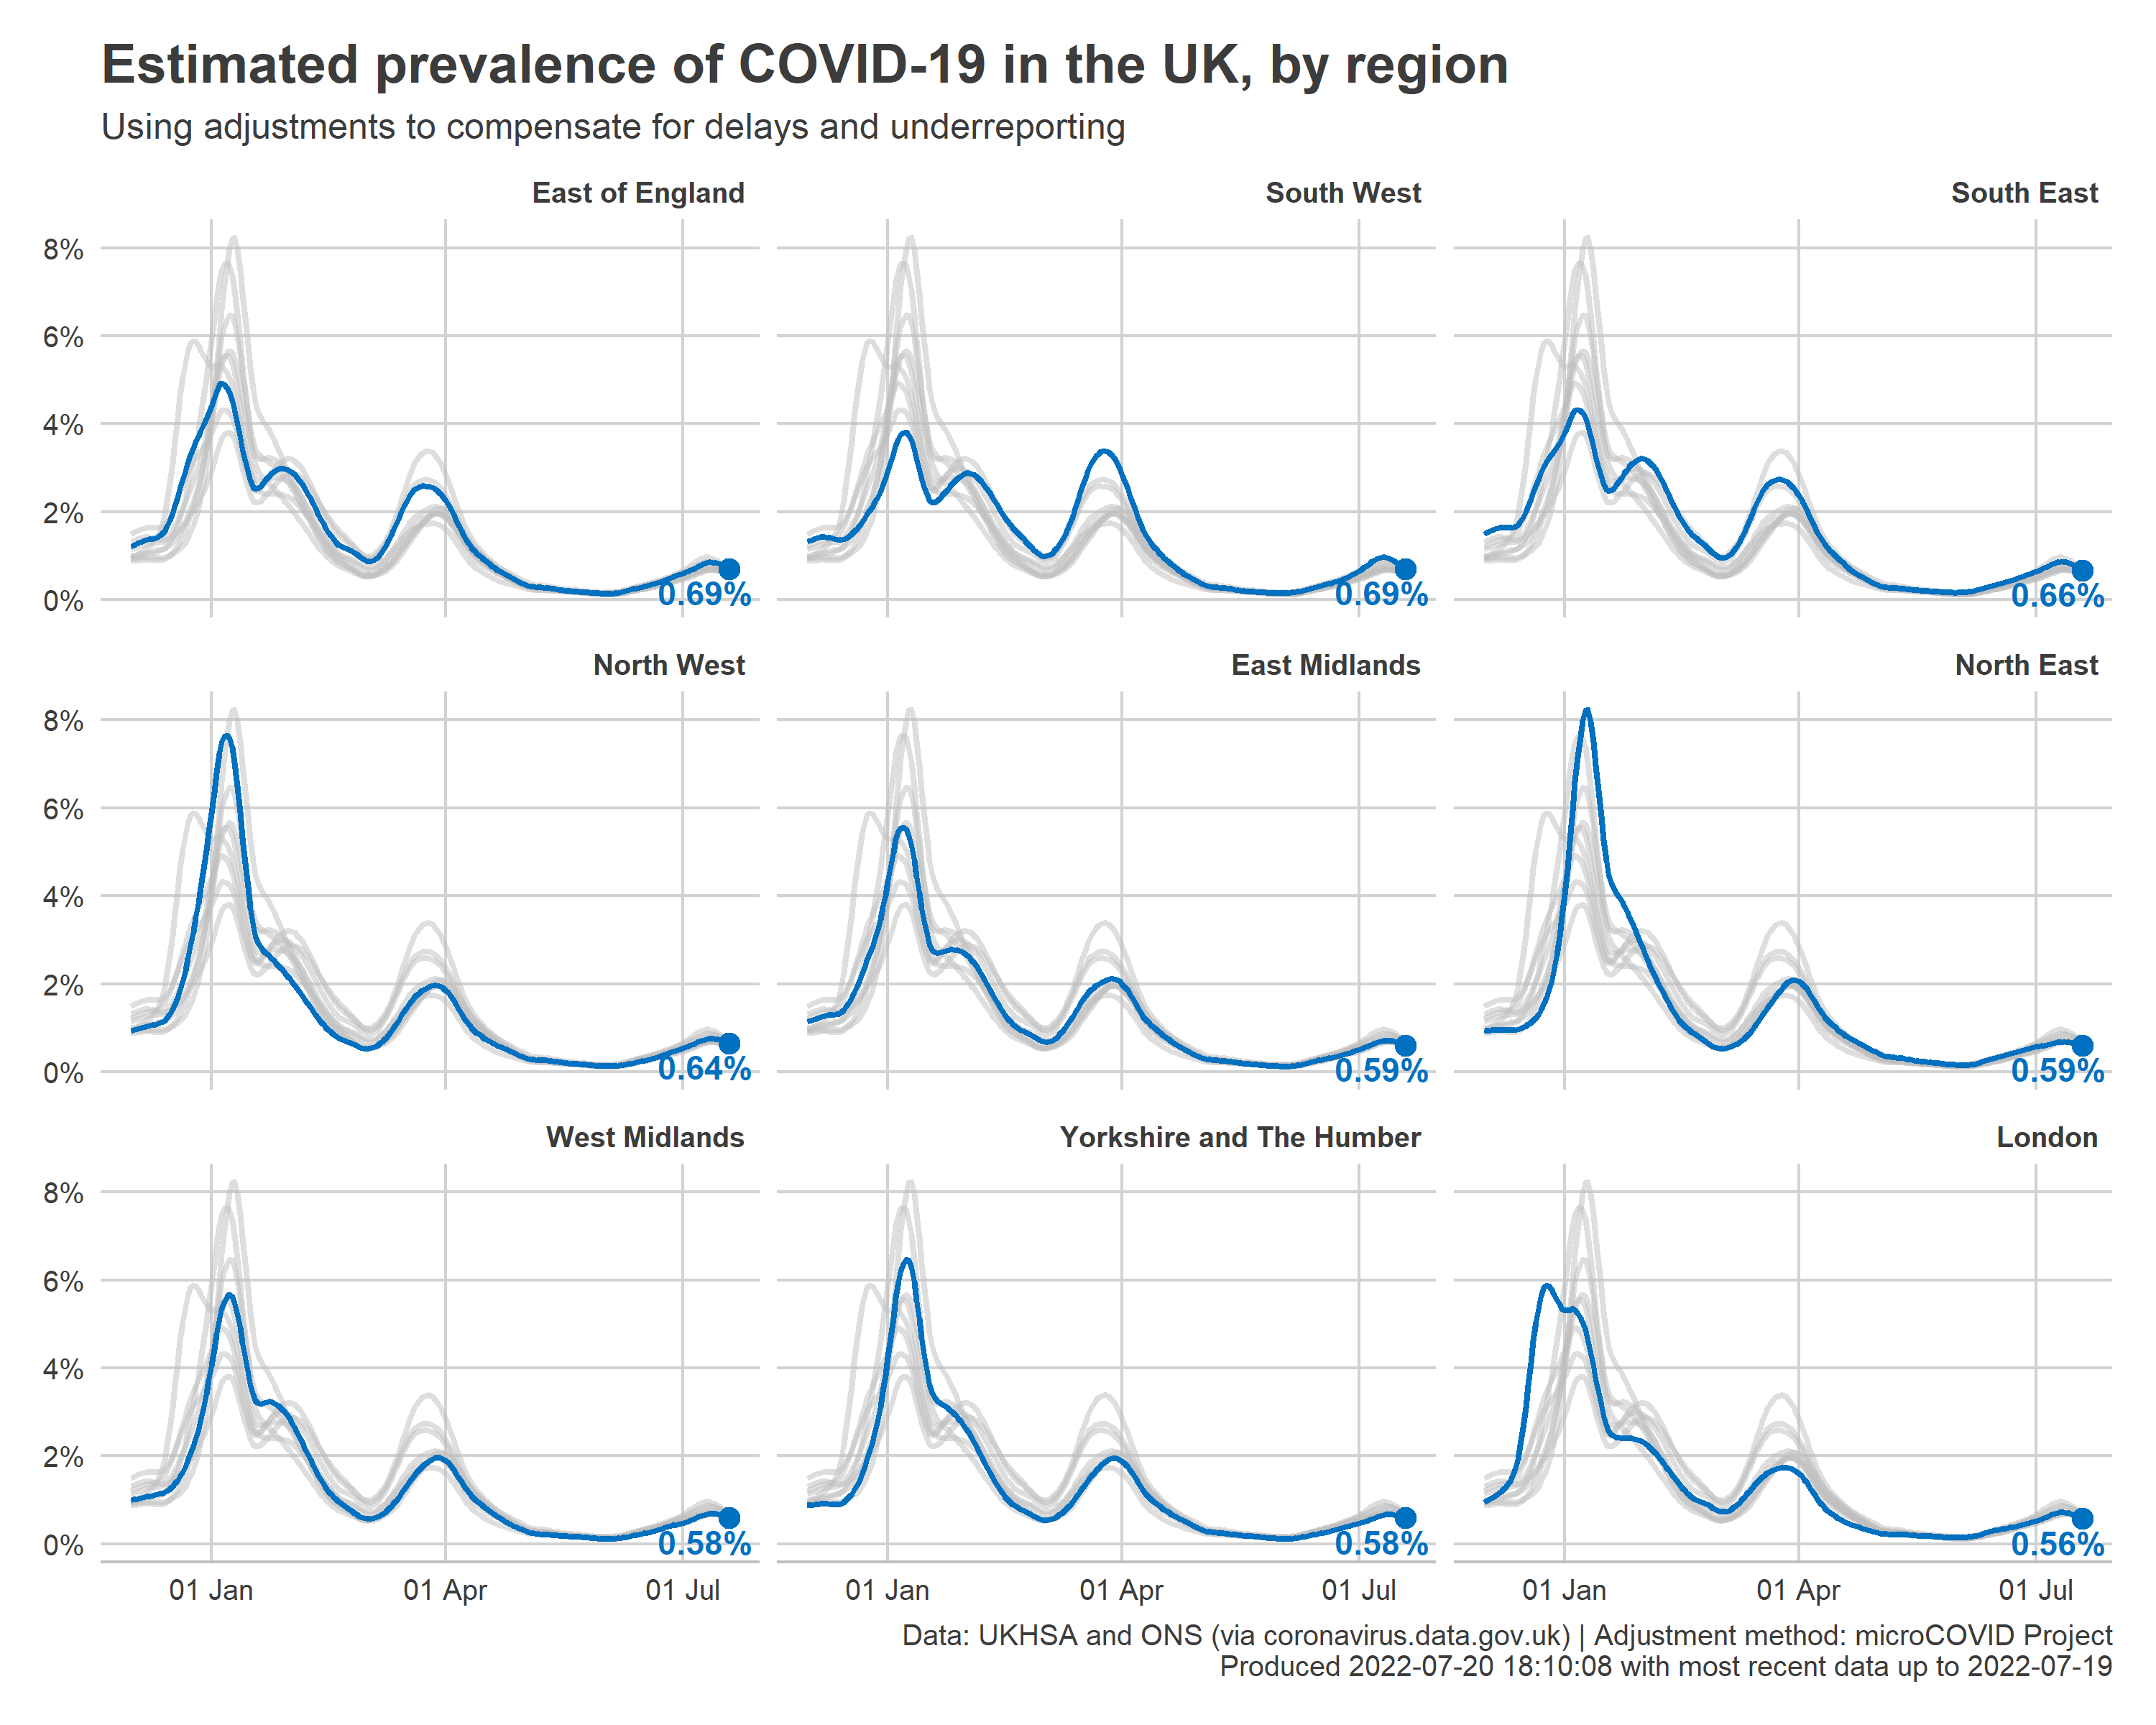 Estimated prevalence of COVID-19 in the UK, by region
Using adjustments to compensate for delays and underreporting
East of England
South West
South East
8%
6%
4%
2%
0%
0.69%
0.69%
0.66%
North West
East Midlands
North East
8%
6%
4%
2%
0%
0.64%
0.59%
0.59%
West Midlands
Yorkshire and The Humber
London
8%
6%
4%
2%
0%
0.58%
0.58%
0.56%
01 Jan
01 Apr
01 Jul
01 Jan
01 Apr
01 Jul
01 Jan
01 Apr
01 Jul
Data: UKHSA and ONS (via coronavirus.data.gov.uk) | Adjustment method: microCOVID Project
Produced 2022-07-20 18:10:08 with most recent data up to 2022-07-19